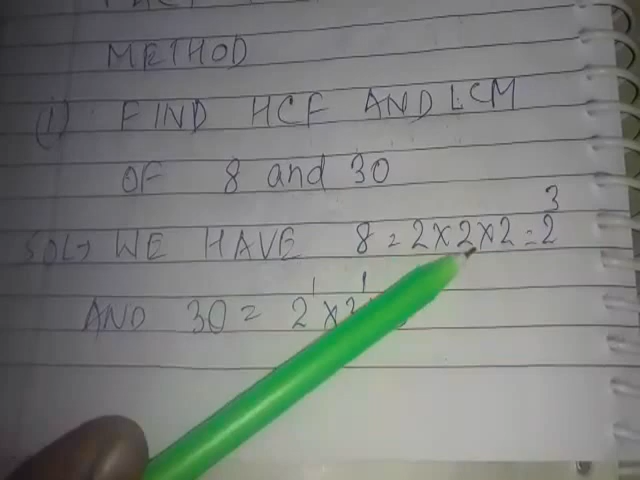 METHOD
(1) FIND HCF AND LCM
OF 8 and 30
SOL→ WE HAVE 8 = 2×2×2 = 2³
AND 30 = 2¹×3¹